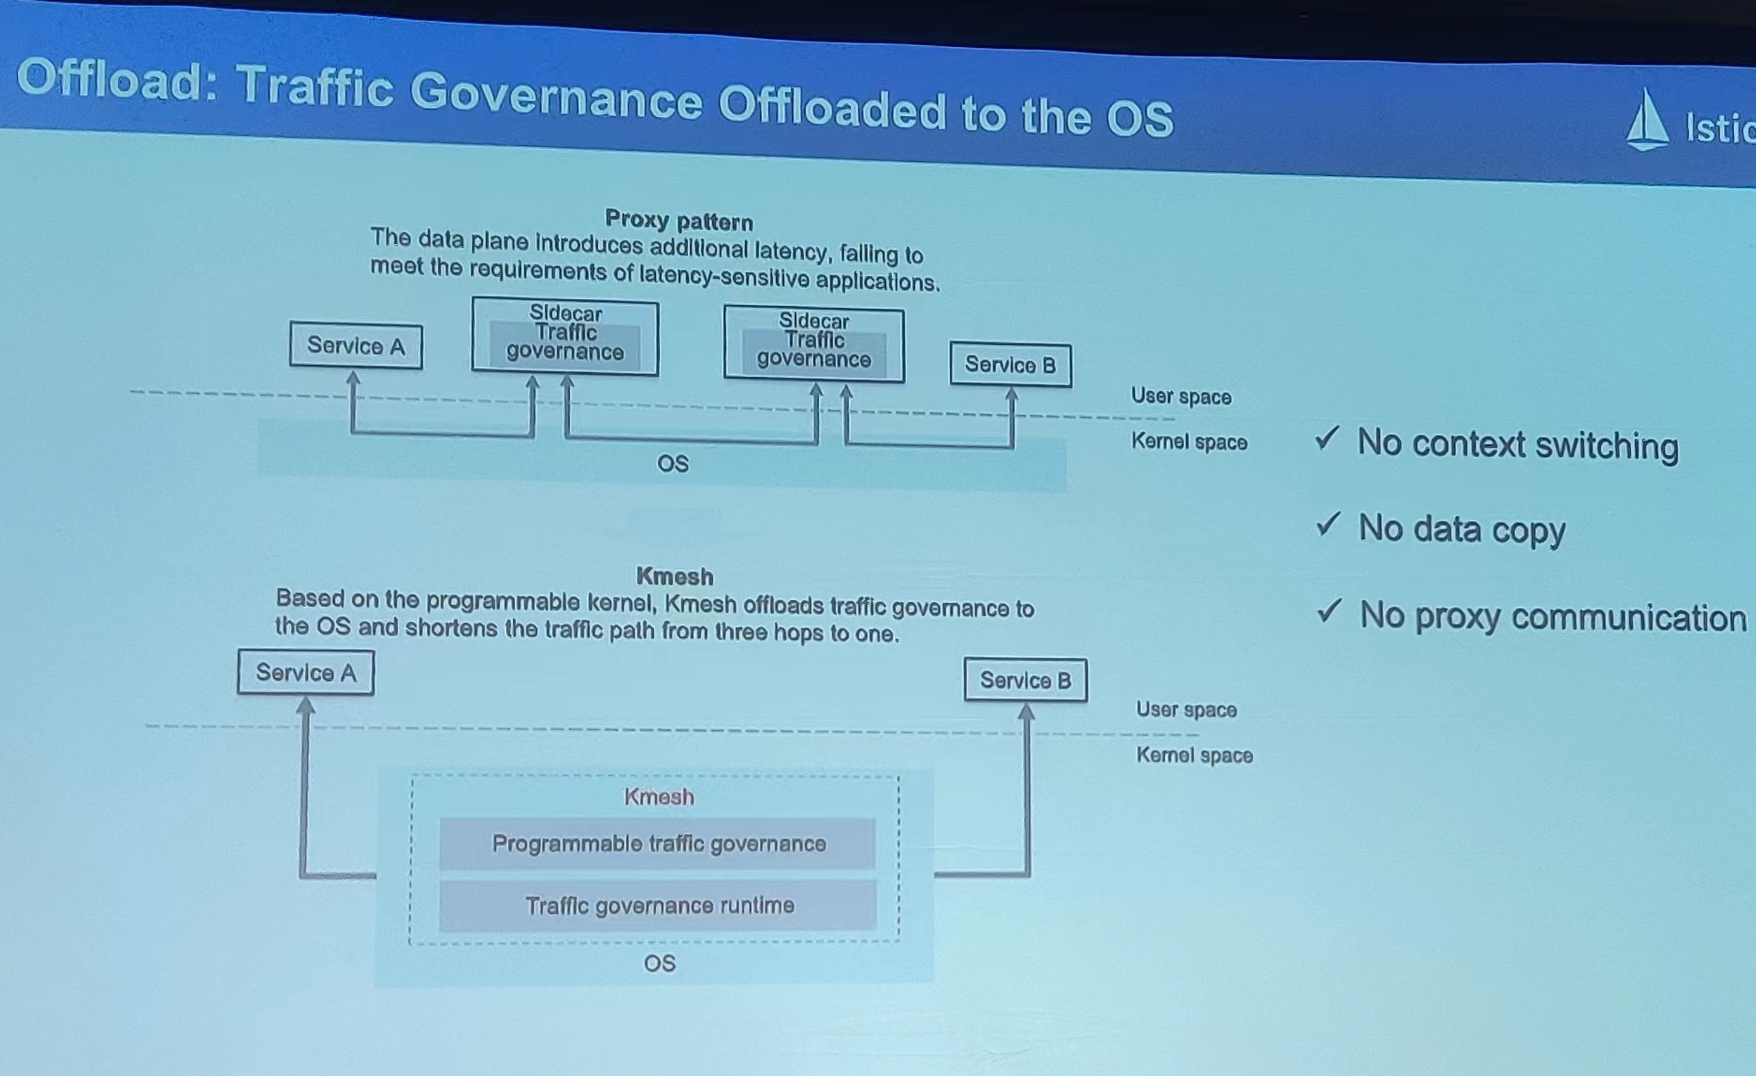 Offload: Traffic Governance Offloaded to the OS
Istio
Proxy pattern
The data plane introduces additional latency, failing to
meet the requirements of latency-sensitive applications.
Service A
Sidecar
Traffic
governance
Sidecar
Traffic
governance
Service B
User space
Kernel space
OS
Kmesh
Based on the programmable kernel, Kmesh offloads traffic governance to
the OS and shortens the traffic path from three hops to one.
Service A
Service B
User space
Kernel space
Kmesh
Programmable traffic governance
Traffic governance runtime
OS
✓ No context switching
✓ No data copy
✓ No proxy communication